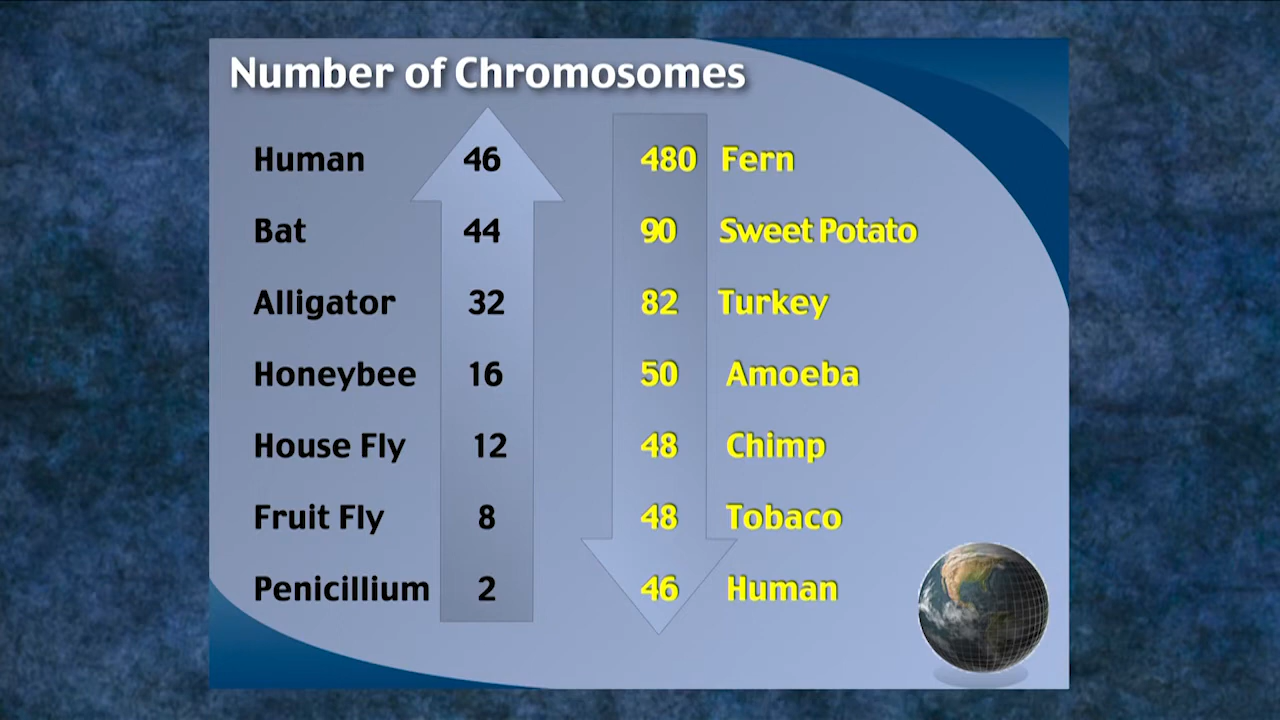 Number of Chromosomes
Human 46 480 Fern
Bat 44 90 Sweet Potato
Alligator 32 82 Turkey
Honeybee 16 50 Amoeba
House Fly 12 48 Chimp
Fruit Fly 8 48 Tobaco
Penicillium 2 46 Human